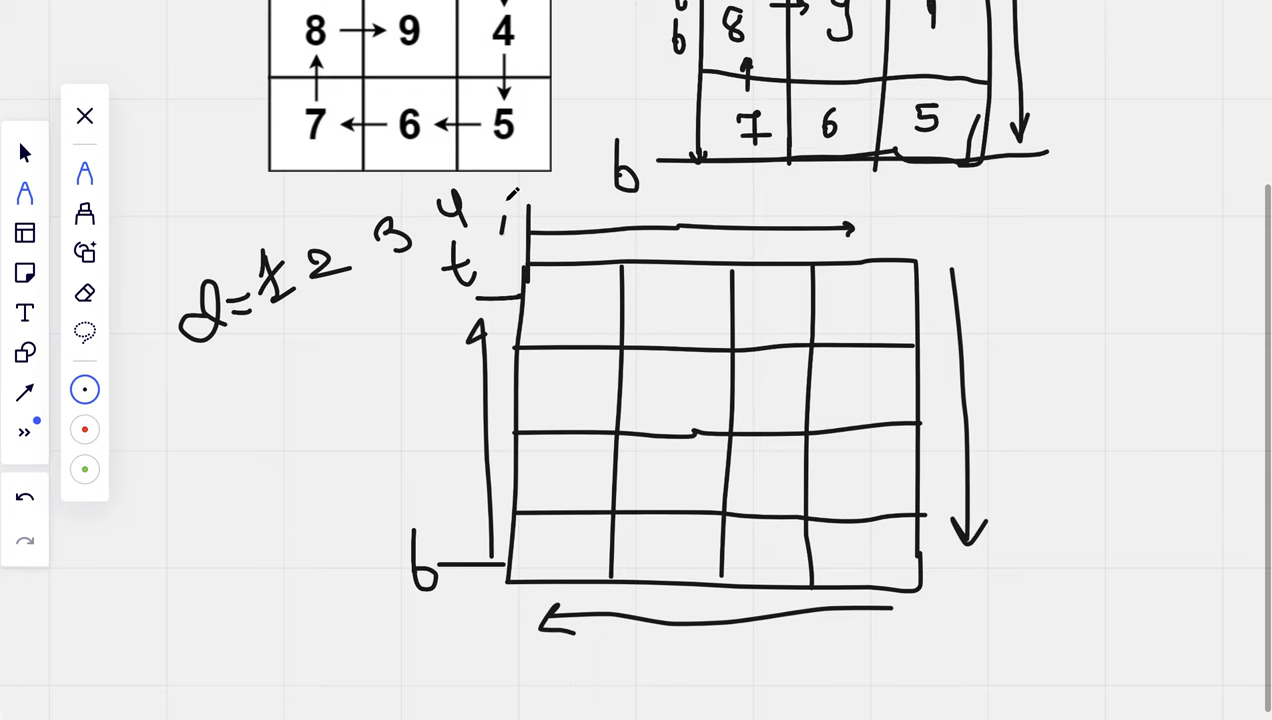 8 → 9 4
7 ← 6 ← 5
8 → 9
7 6 5
b
b
d = 1 2 3 4
t
b
T